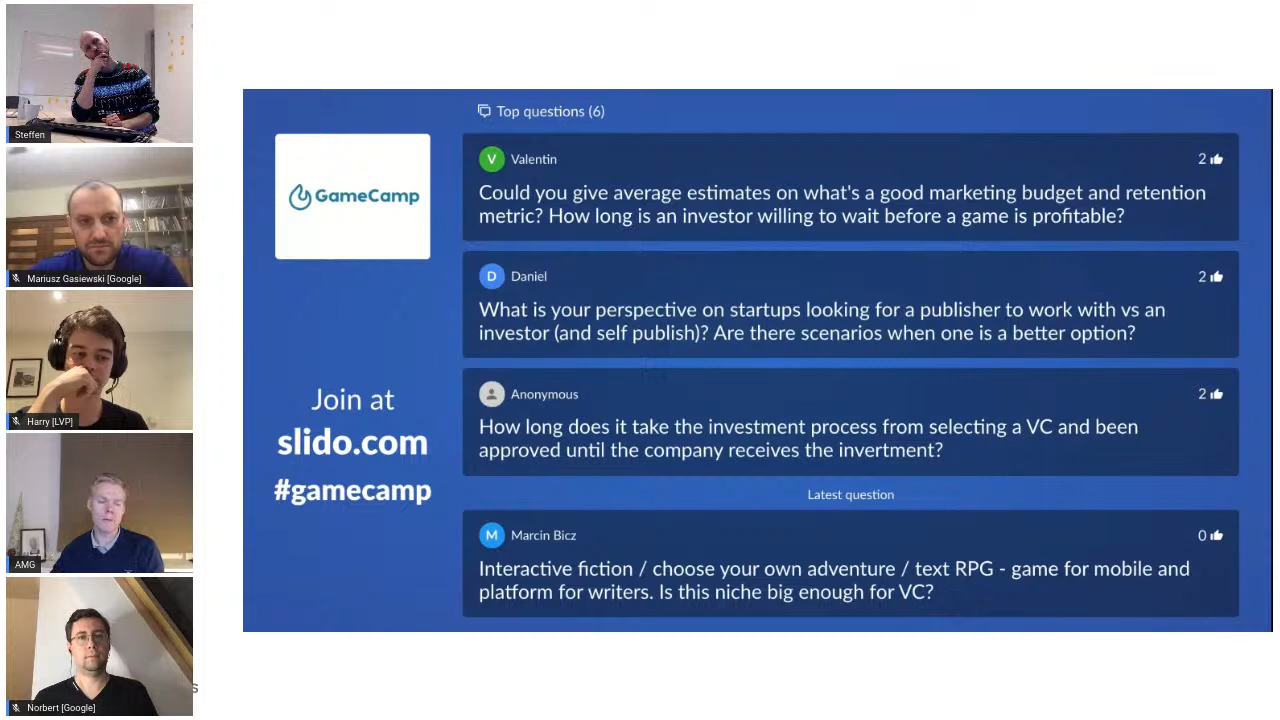 Steffen
Mariusz Gasiewski [Google]
Harry [LVP]
AMG
Norbert [Google]
s
GameCamp
Join at
slido.com
#gamecamp
Top questions (6)
V Valentin
2
Could you give average estimates on what's a good marketing budget and retention
metric? How long is an investor willing to wait before a game is profitable?
D Daniel
2
What is your perspective on startups looking for a publisher to work with vs an
investor (and self publish)? Are there scenarios when one is a better option?
Anonymous
2
How long does it take the investment process from selecting a VC and been
approved until the company receives the invertment?
Latest question
M Marcin Bicz
0
Interactive fiction / choose your own adventure / text RPG - game for mobile and
platform for writers. Is this niche big enough for VC?